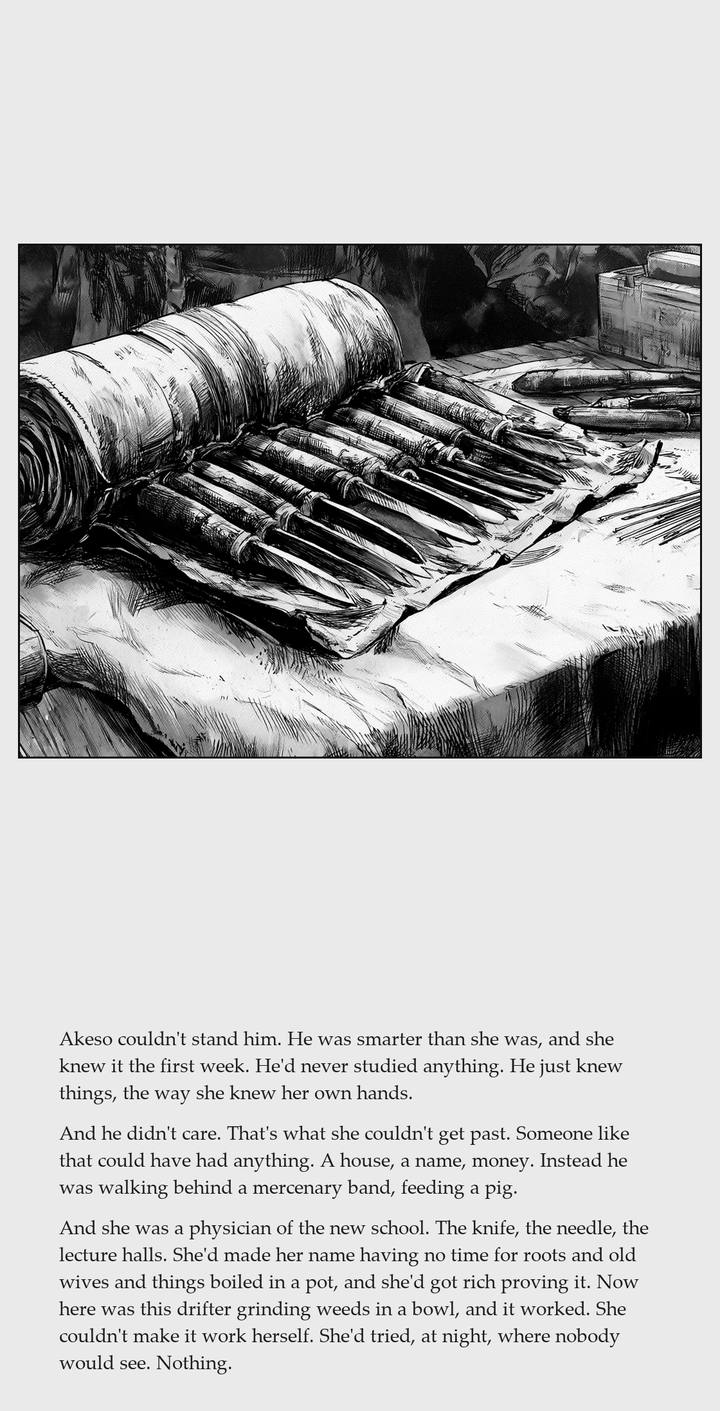 Akeso couldn't stand him. He was smarter than she was, and she
knew it the first week. He'd never studied anything. He just knew
things, the way she knew her own hands.
And he didn't care. That's what she couldn't get past. Someone like
that could have had anything. A house, a name, money. Instead he
was walking behind a mercenary band, feeding a pig.
And she was a physician of the new school. The knife, the needle, the
lecture halls. She'd made her name having no time for roots and old
wives and things boiled in a pot, and she'd got rich proving it. Now
here was this drifter grinding weeds in a bowl, and it worked. She
couldn't make it work herself. She'd tried, at night, where nobody
would see. Nothing.